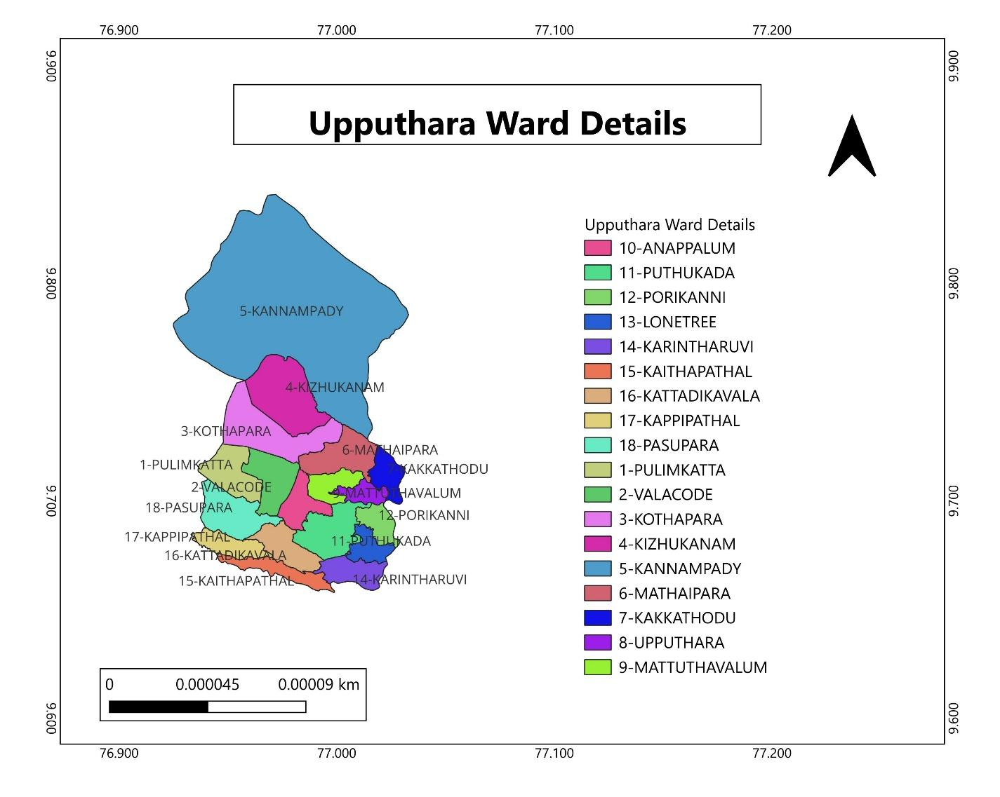 76.900 77.000 77.100 77.200
9.900 9.900
Upputhara Ward Details
Upputhara Ward Details
10-ANAPPALUM
11-PUTHUKADA
12-PORIKANNI
13-LONETREE
14-KARINTHARUVI
15-KAITHAPATHAL
16-KATTADIKAVALA
17-KAPPIPATHAL
18-PASUPARA
1-PULIMKATTA
2-VALACODE
3-KOTHAPARA
4-KIZHUKANAM
5-KANNAMPADY
6-MATHAIPARA
7-KAKKATHODU
8-UPPUTHARA
9-MATTUTHAVALUM
9.800 9.800
5-KANNAMPADY
4-KIZHUKANAM
3-KOTHAPARA
6-MATHAIPARA
1-PULIMKATTA
7-KAKKATHODU
2-VALACODE
9-MATTUTHAVALUM
9.700 9.700
18-PASUPARA
12-PORIKANNI
17-KAPPIPATHAL
11-PUTHUKADA
16-KATTADIKAVALA
15-KAITHAPATHAL
14-KARINTHARUVI
0 0.000045 0.00009 km
9.600 9.600
76.900 77.000 77.100 77.200